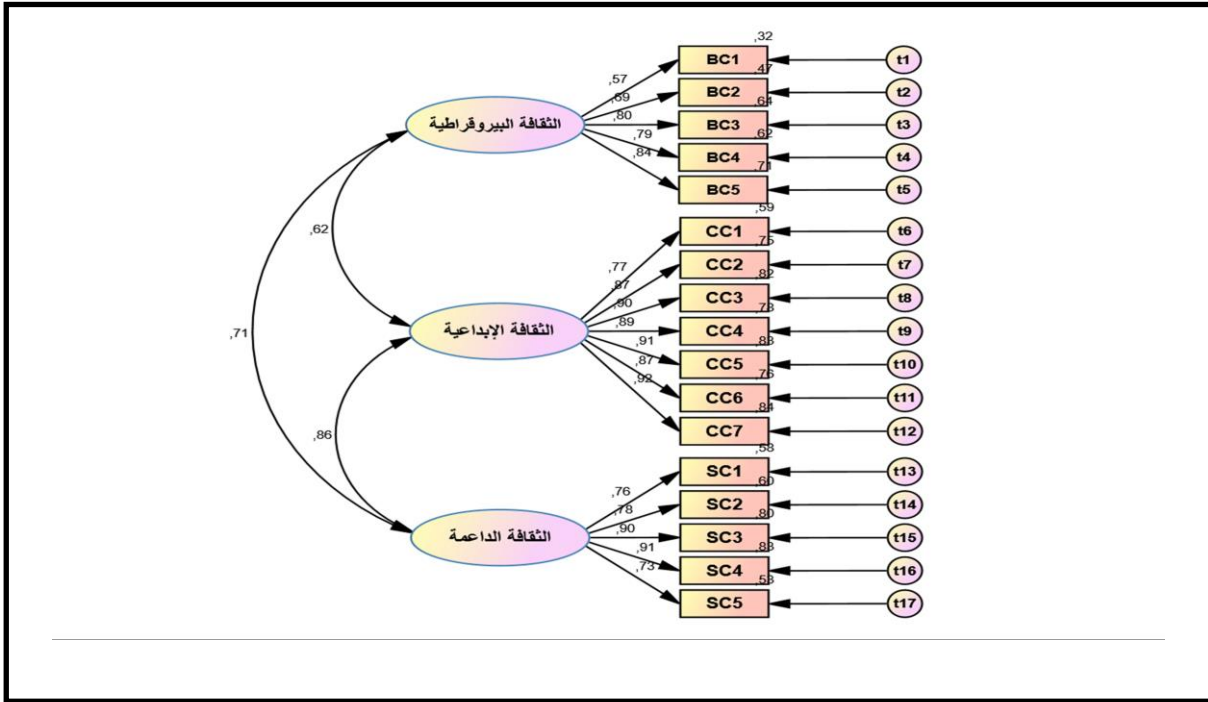 ,32
BC1
t1
,57
,47
BC2
t2
,69
,64
BC3
t3
,80
الثقافة البيروقراطية
,62
BC4
t4
,79
,71
BC5
t5
,84
,59
CC1
t6
,62
,75
CC2
t7
,77
,82
CC3
t8
,87
CC4
t9
,90
الثقافة الإبداعية
,89
,83
CC5
t10
,91
,76
CC6
t11
,87
,84
CC7
t12
,92
,71
,86
,58
SC1
t13
,76
,60
SC2
t14
,78
,80
SC3
t15
,90
الثقافة الداعمة
,83
SC4
t16
,91
,53
SC5
t17
,73